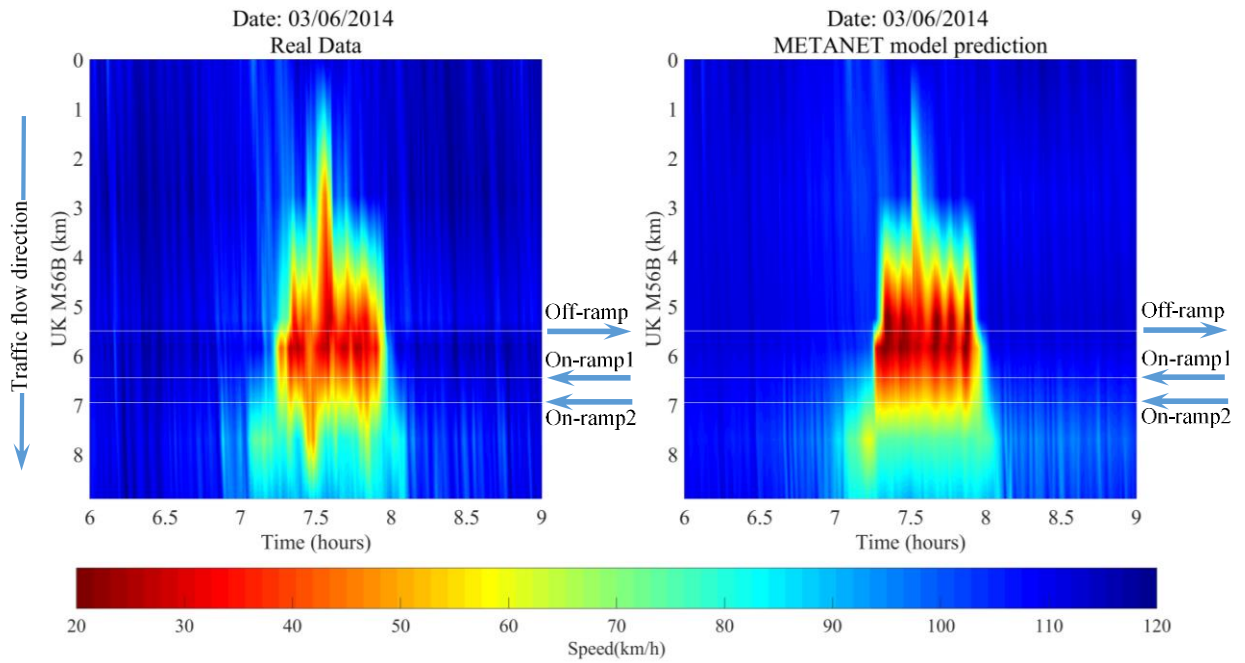 Date: 03/06/2014
Real Data
Date: 03/06/2014
METANET model prediction
Traffic flow direction
UK M56B (km)
0
1
2
3
4
5
6
7
8
6 6.5 7 7.5 8 8.5 9
Time (hours)
Off-ramp
On-ramp1
On-ramp2
UK M56B (km)
0
1
2
3
4
5
6
7
8
6 6.5 7 7.5 8 8.5 9
Time (hours)
Off-ramp
On-ramp1
On-ramp2
20 30 40 50 60 70 80 90 100 110 120
Speed(km/h)